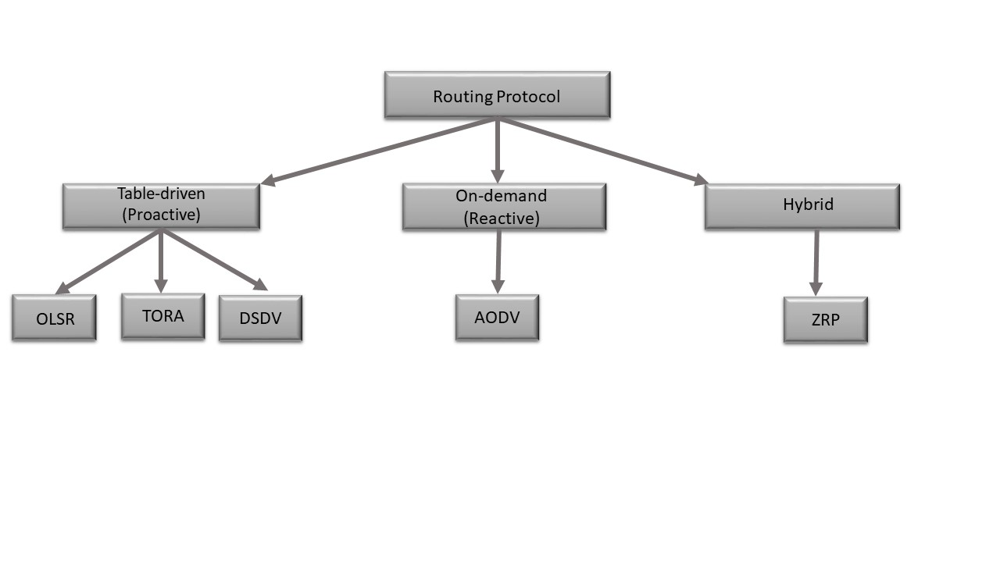 Routing Protocol
Table-driven
(Proactive)
On-demand
(Reactive)
Hybrid
OLSR
TORA
DSDV
AODV
ZRP